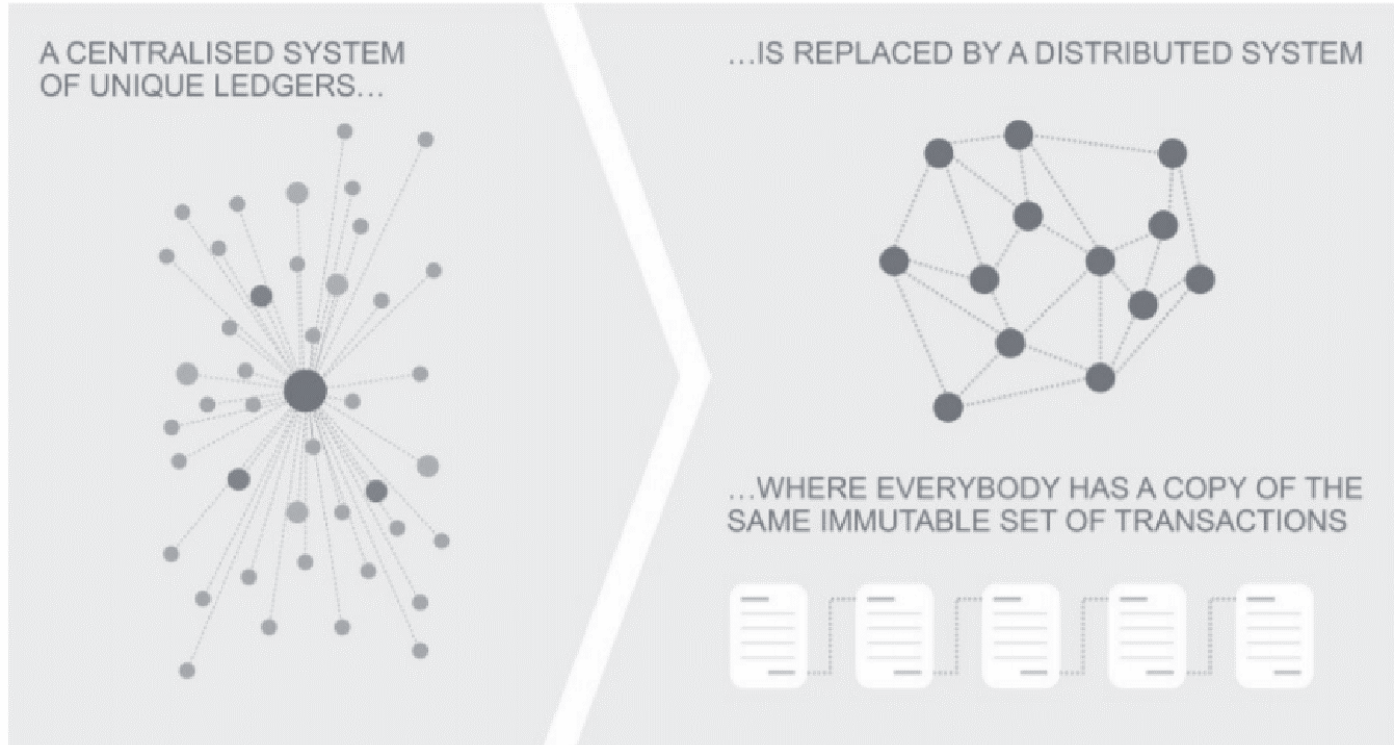 A CENTRALISED SYSTEM
OF UNIQUE LEDGERS...
...IS REPLACED BY A DISTRIBUTED SYSTEM
...WHERE EVERYBODY HAS A COPY OF THE
SAME IMMUTABLE SET OF TRANSACTIONS